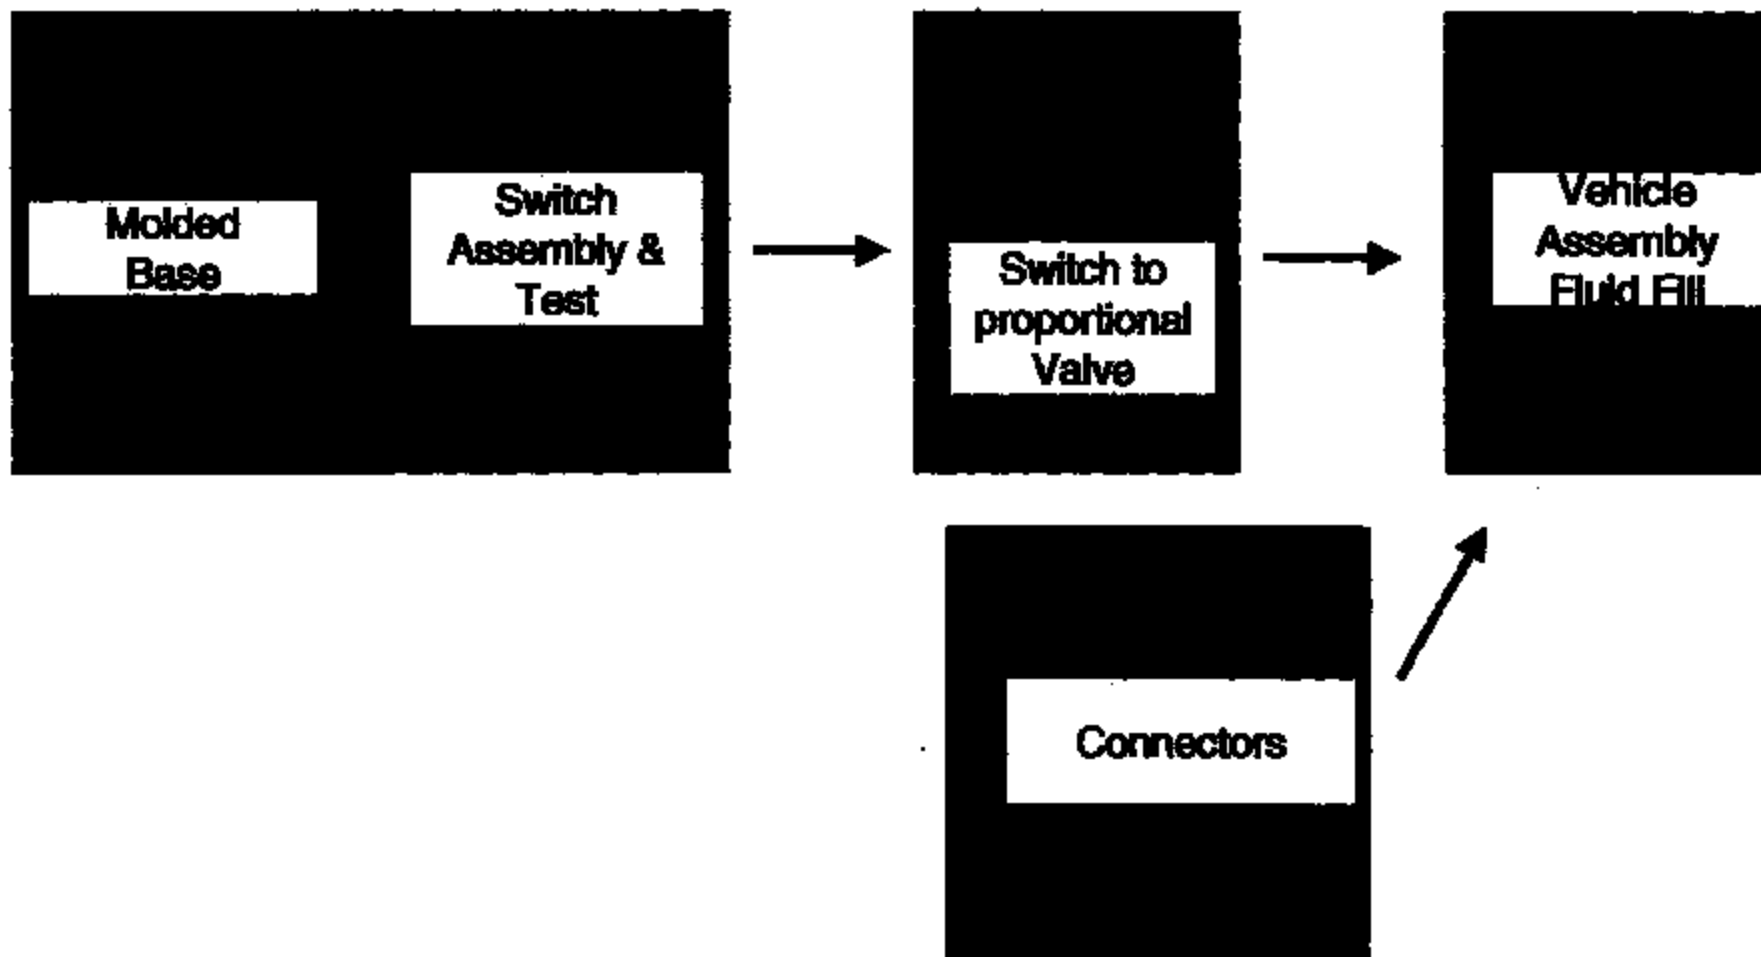 Molded
Base
Switch
Assembly &
Test
Switch to
proportional
Valve
Vehicle
Assembly
Fluid Fill
Connectors